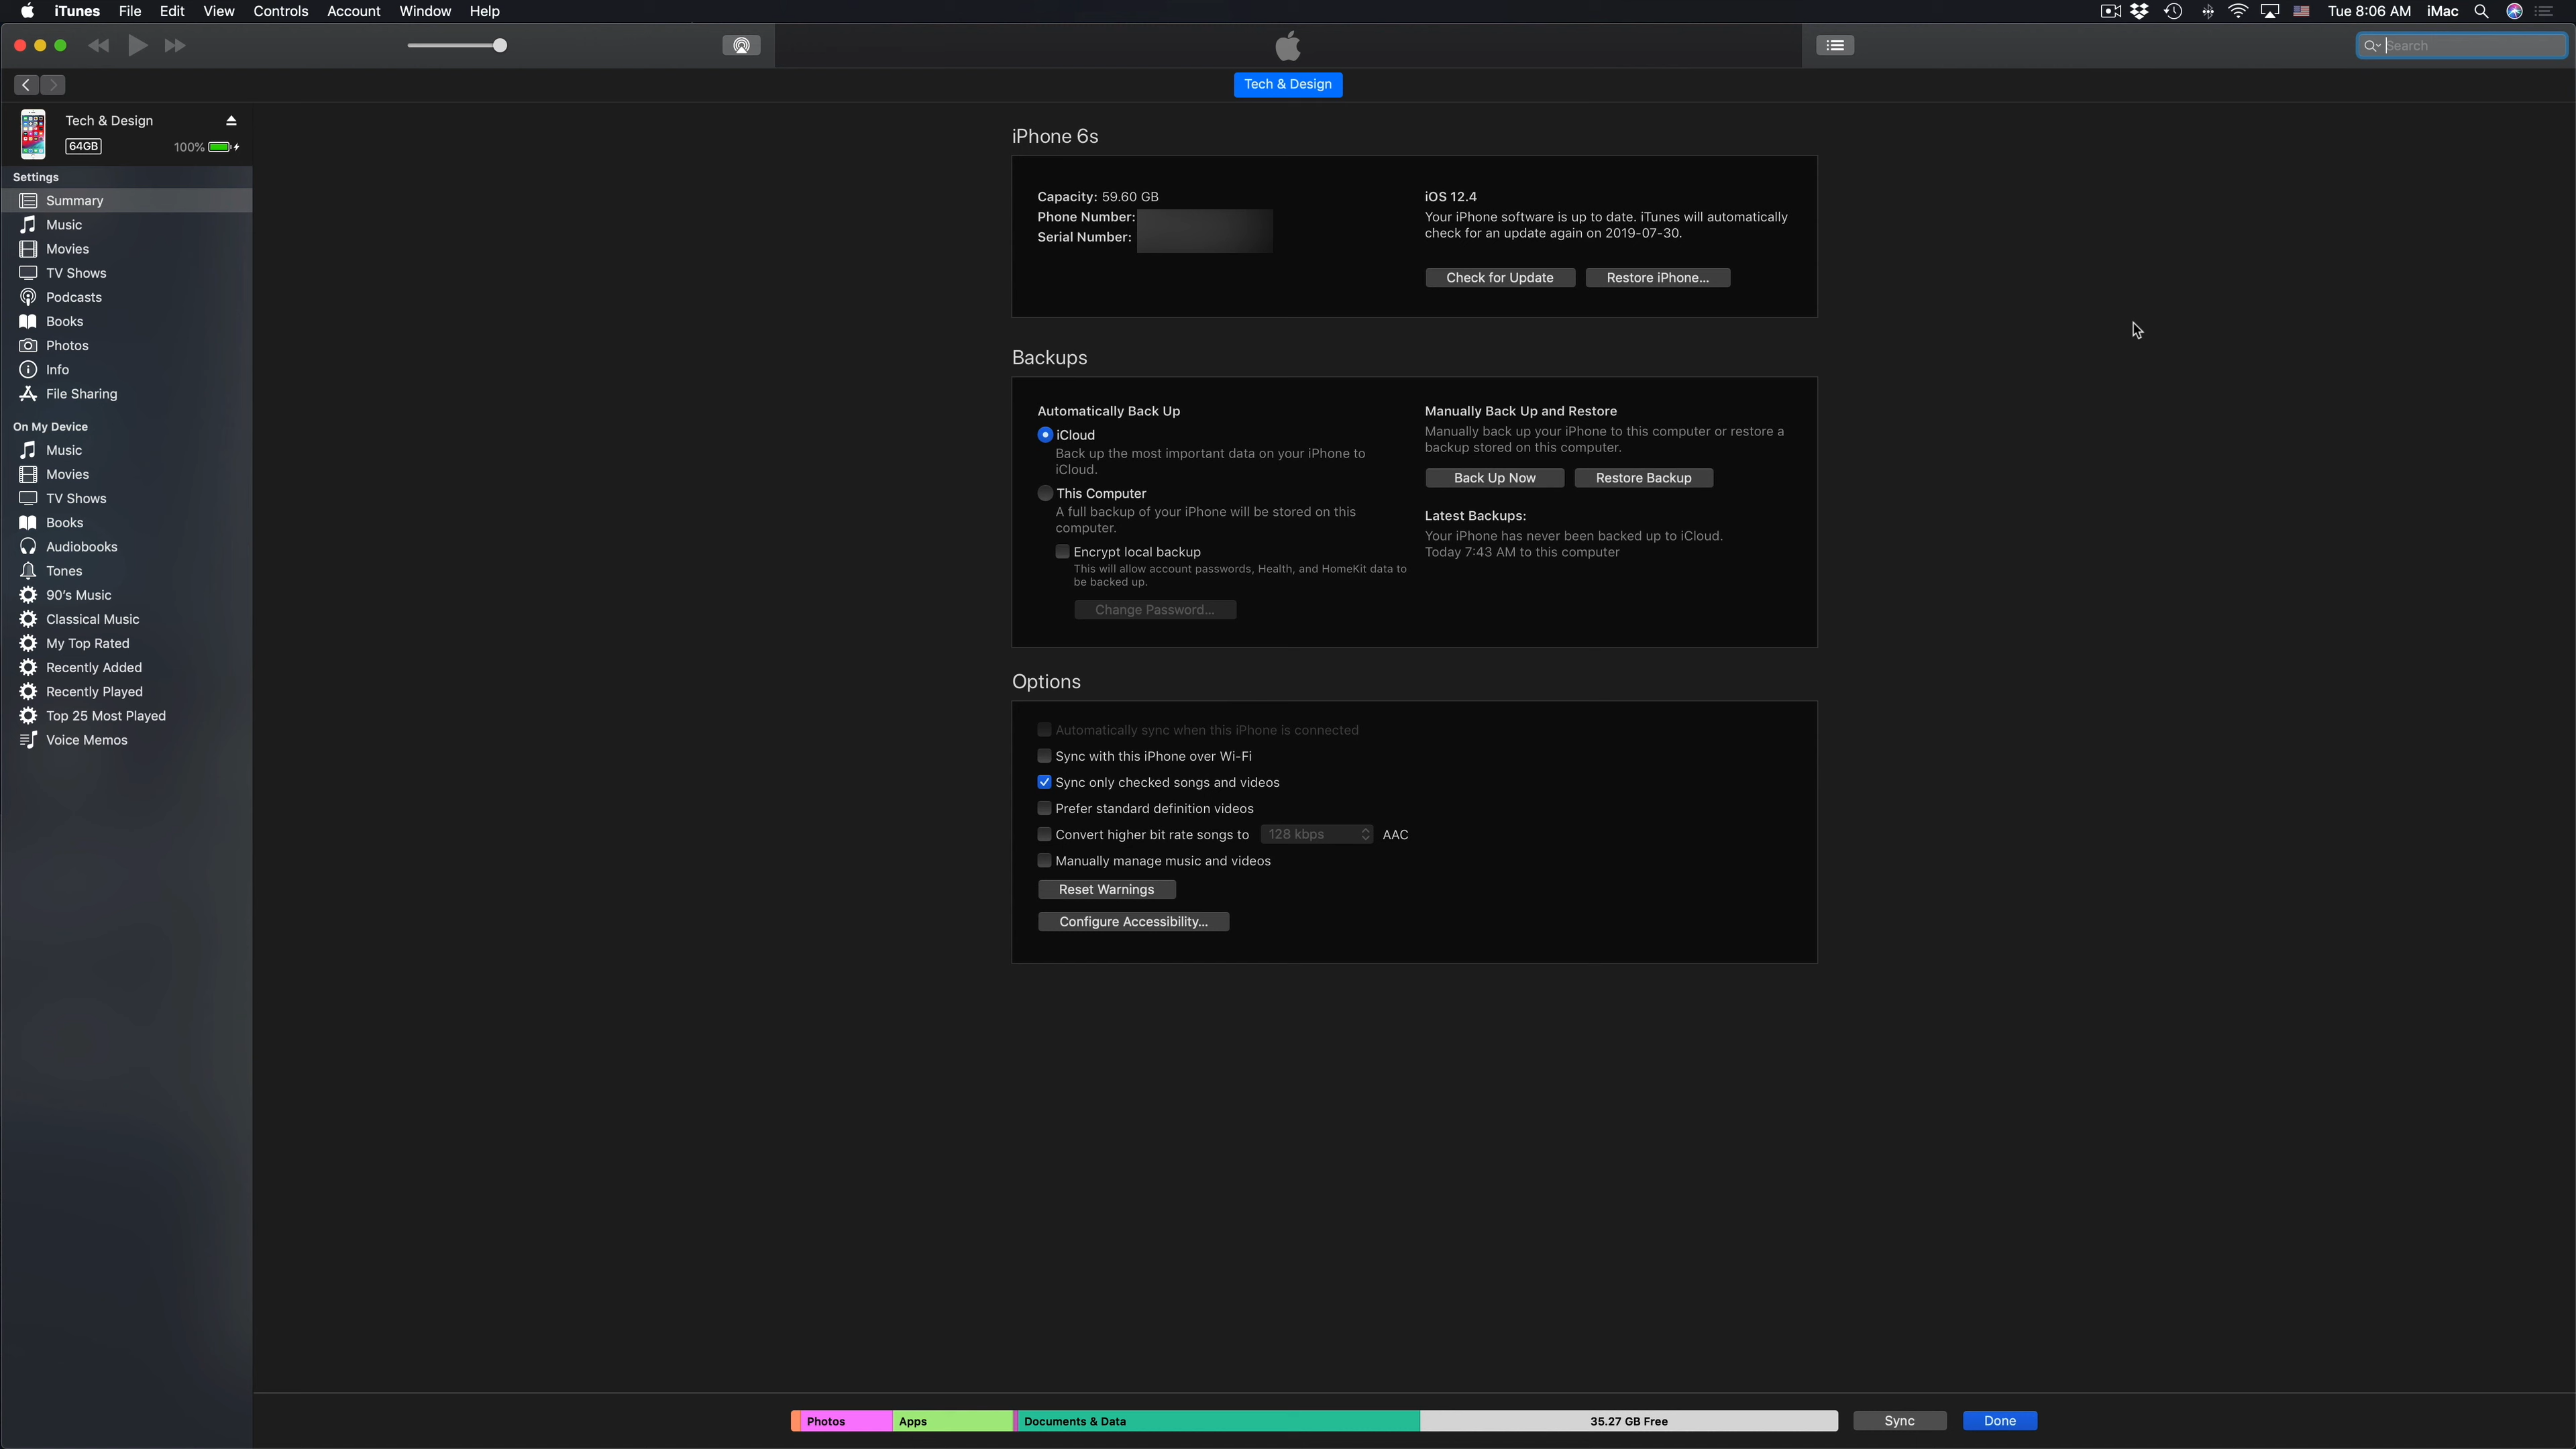 iTunes File Edit View Controls Account Window Help
Tue 8:06 AM iMac
Search
Tech & Design
Tech & Design
64GB 100%
Settings
Summary
Music
Movies
TV Shows
Podcasts
Books
Photos
Info
File Sharing
On My Device
Music
Movies
TV Shows
Books
Audiobooks
Tones
90's Music
Classical Music
My Top Rated
Recently Added
Recently Played
Top 25 Most Played
Voice Memos
iPhone 6s
Capacity: 59.60 GB
Phone Number:
Serial Number:
iOS 12.4
Your iPhone software is up to date. iTunes will automatically
check for an update again on 2019-07-30.
Check for Update Restore iPhone...
Backups
Automatically Back Up
iCloud
Back up the most important data on your iPhone to
iCloud.
This Computer
A full backup of your iPhone will be stored on this
computer.
Encrypt local backup
This will allow account passwords, Health, and HomeKit data to
be backed up.
Change Password...
Manually Back Up and Restore
Manually back up your iPhone to this computer or restore a
backup stored on this computer.
Back Up Now Restore Backup
Latest Backups:
Your iPhone has never been backed up to iCloud.
Today 7:43 AM to this computer
Options
Automatically sync when this iPhone is connected
Sync with this iPhone over Wi-Fi
Sync only checked songs and videos
Prefer standard definition videos
Convert higher bit rate songs to 128 kbps AAC
Manually manage music and videos
Reset Warnings
Configure Accessibility...
Photos Apps Documents & Data 35.27 GB Free Sync Done